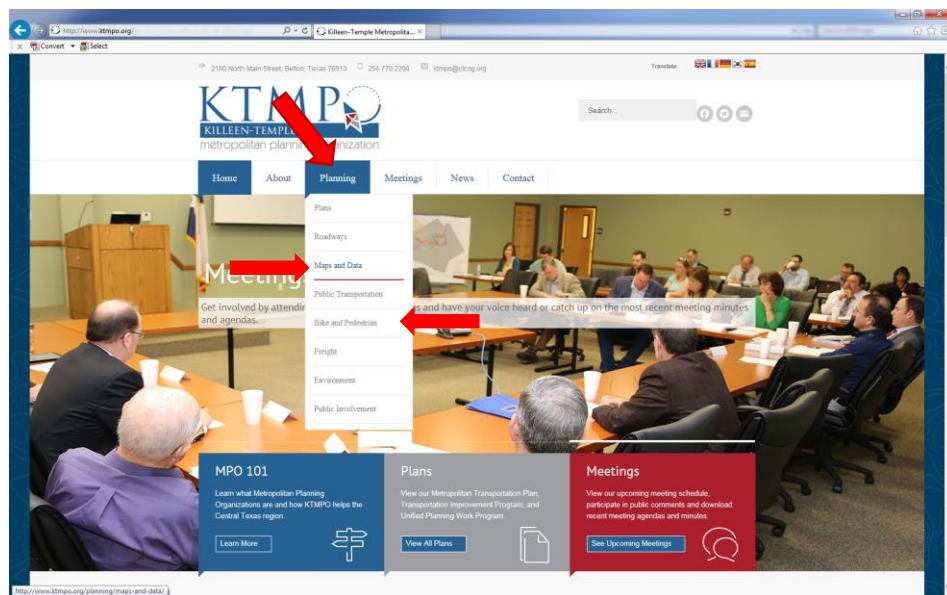 http://www.ktmpo.org/
Killeen-Temple Metropolita...
Convert Select
2180 North Main Street, Belton, Texas 76513 254.770.2200 ktmpo@ctcog.org Translate:
KTMPO
KILLEEN-TEMPLE
metropolitan planning organization
Search...
Home About Planning Meetings News Contact
Plans
Roadways
Maps and Data
Public Transportation
Bike and Pedestrian
Freight
Environment
Public Involvement
Meetings
Get involved by attending
s and have your voice heard or catch up on the most recent meeting minutes
and agendas.
MPO 101
Learn what Metropolitan Planning
Organizations are and how KTMPO helps the
Central Texas region.
Learn More
Plans
View our Metropolitan Transportation Plan,
Transportation Improvement Program, and
Unified Planning Work Program.
View All Plans
Meetings
View our upcoming meeting schedule,
participate in public comments and download
recent meeting agendas and minutes.
See Upcoming Meetings
http://www.ktmpo.org/planning/maps-and-data/